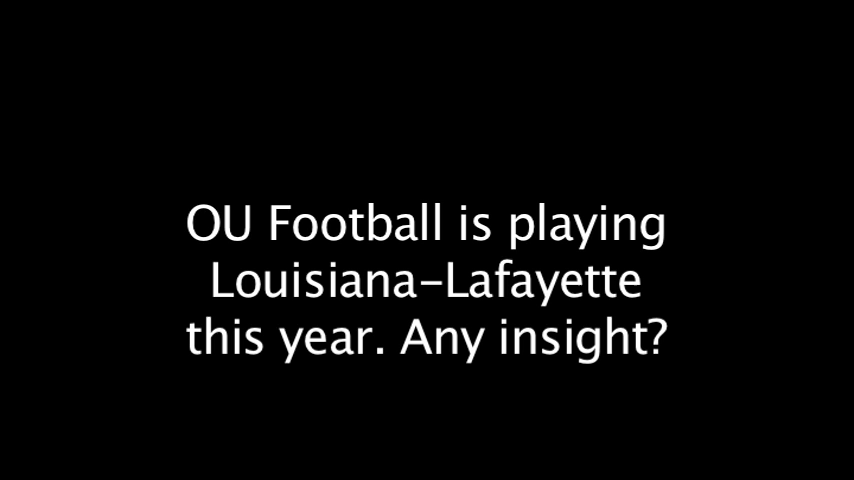 OU Football is playing
Louisiana-Lafayette
this year. Any insight?